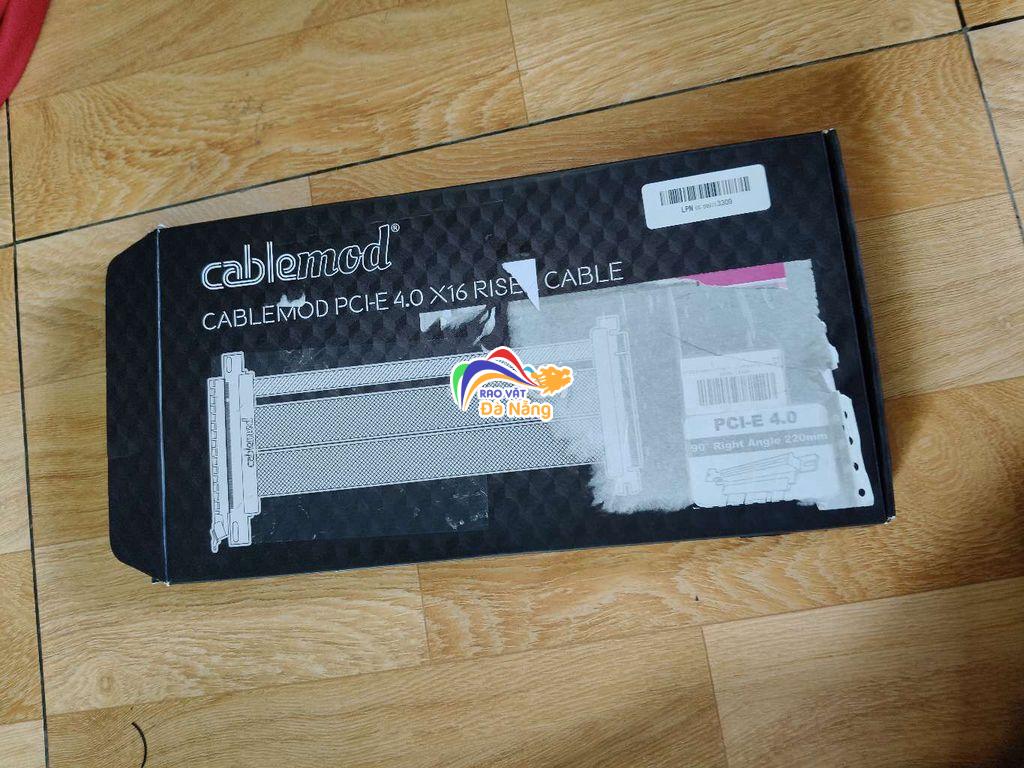 cablemod®
CABLEMOD PCI-E 4.0 X16 RISE CABLE
LPN
RAO VẶT
Đà Nẵng
cablemod
PCI-E 4.0
90° Right Angle 220mm